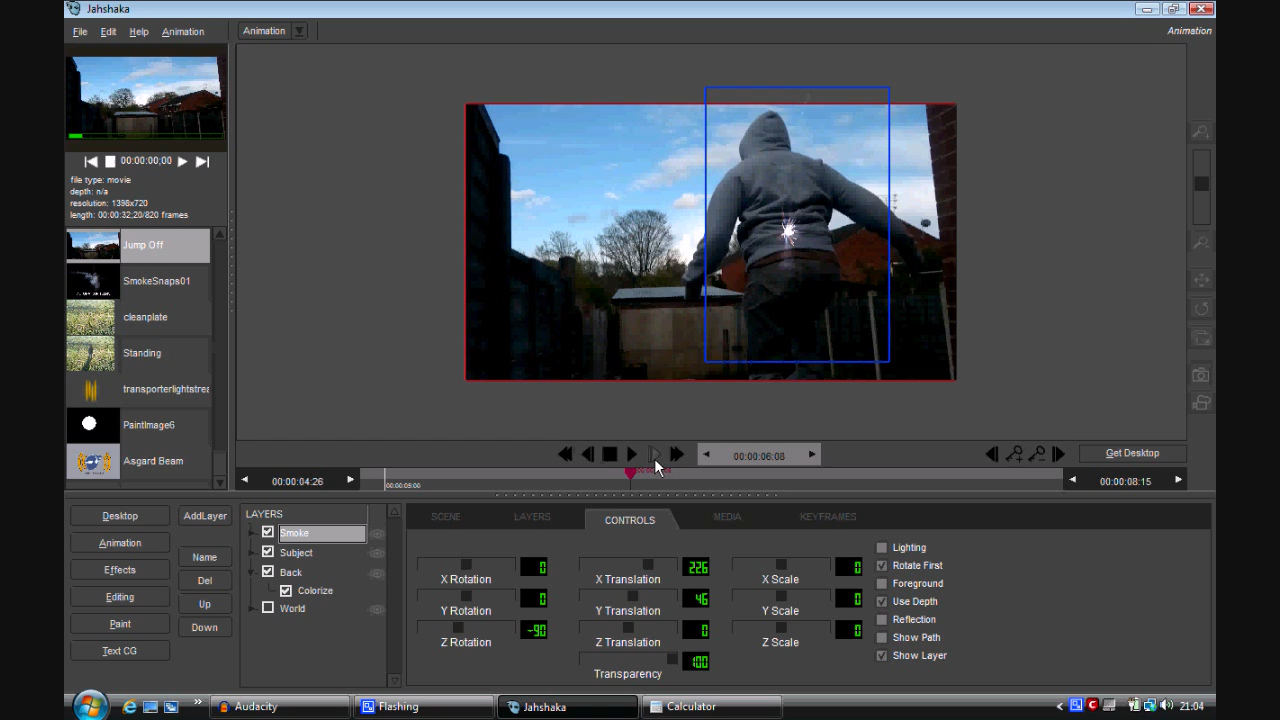 Jahshaka
File Edit Help Animation
Animation
Animation
00:00:00;00
file type: movie
depth: n/a
resolution: 1396x720
length: 00:00:32,20/820 frames
Jump Off
SmokeSnaps01
cleanplate
Standing
transporterlightstrea
PaintImage6
Asgard Beam
00:00:06:08
Get Desktop
00:00:04:26
00:00:05:00
00:00:08:15
Desktop
Animation
Effects
Editing
Paint
Text CG
AddLayer
Name
Del
Up
Down
LAYERS
Smoke
Subject
Back
Colorize
World
SCENE LAYERS CONTROLS MEDIA KEYFRAMES
X Rotation 0
Y Rotation 0
Z Rotation -90
X Translation 226
Y Translation 46
Z Translation 0
Transparency 100
X Scale 0
Y Scale 0
Z Scale 0
Lighting
Rotate First
Foreground
Use Depth
Reflection
Show Path
Show Layer
Audacity
Flashing
Jahshaka
Calculator
21:04